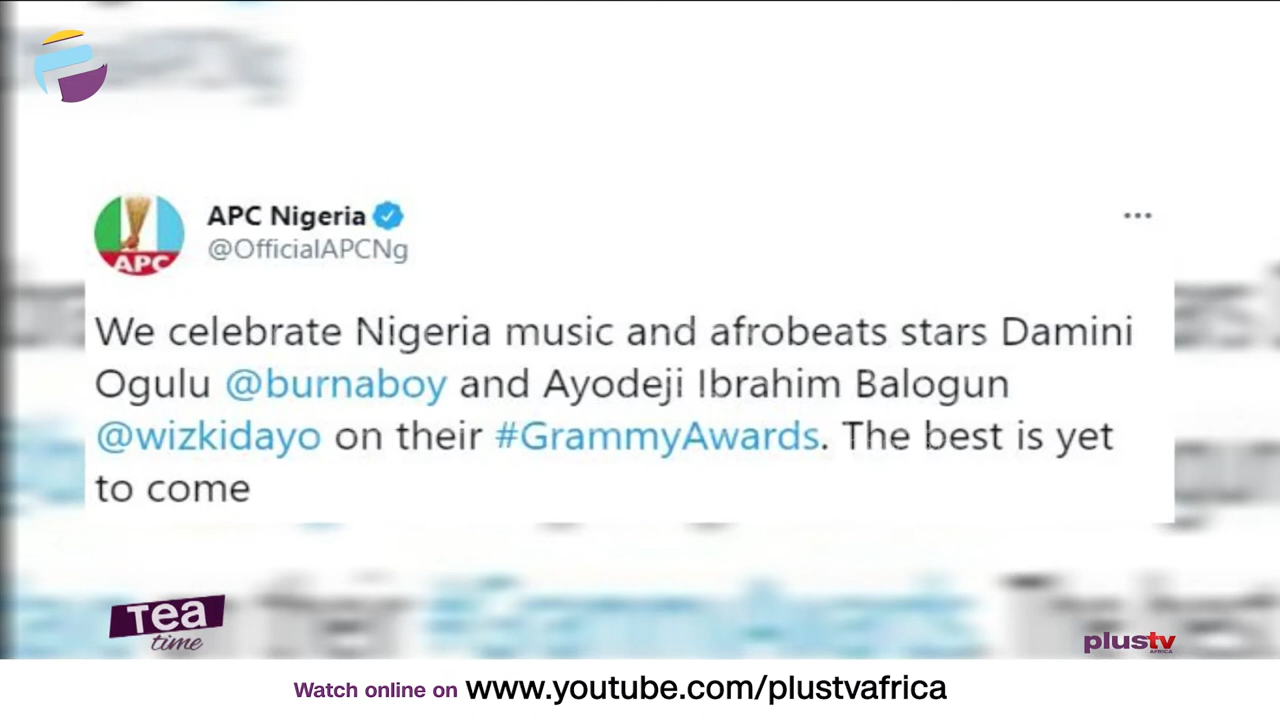 APC Nigeria
@OfficialAPCNg
...
APC
We celebrate Nigeria music and afrobeats stars Damini
Ogulu @burnaboy and Ayodeji Ibrahim Balogun
@wizkidayo on their #GrammyAwards. The best is yet
to come
Tea
time
plustv
AFRICA
Watch online on www.youtube.com/plustvafrica